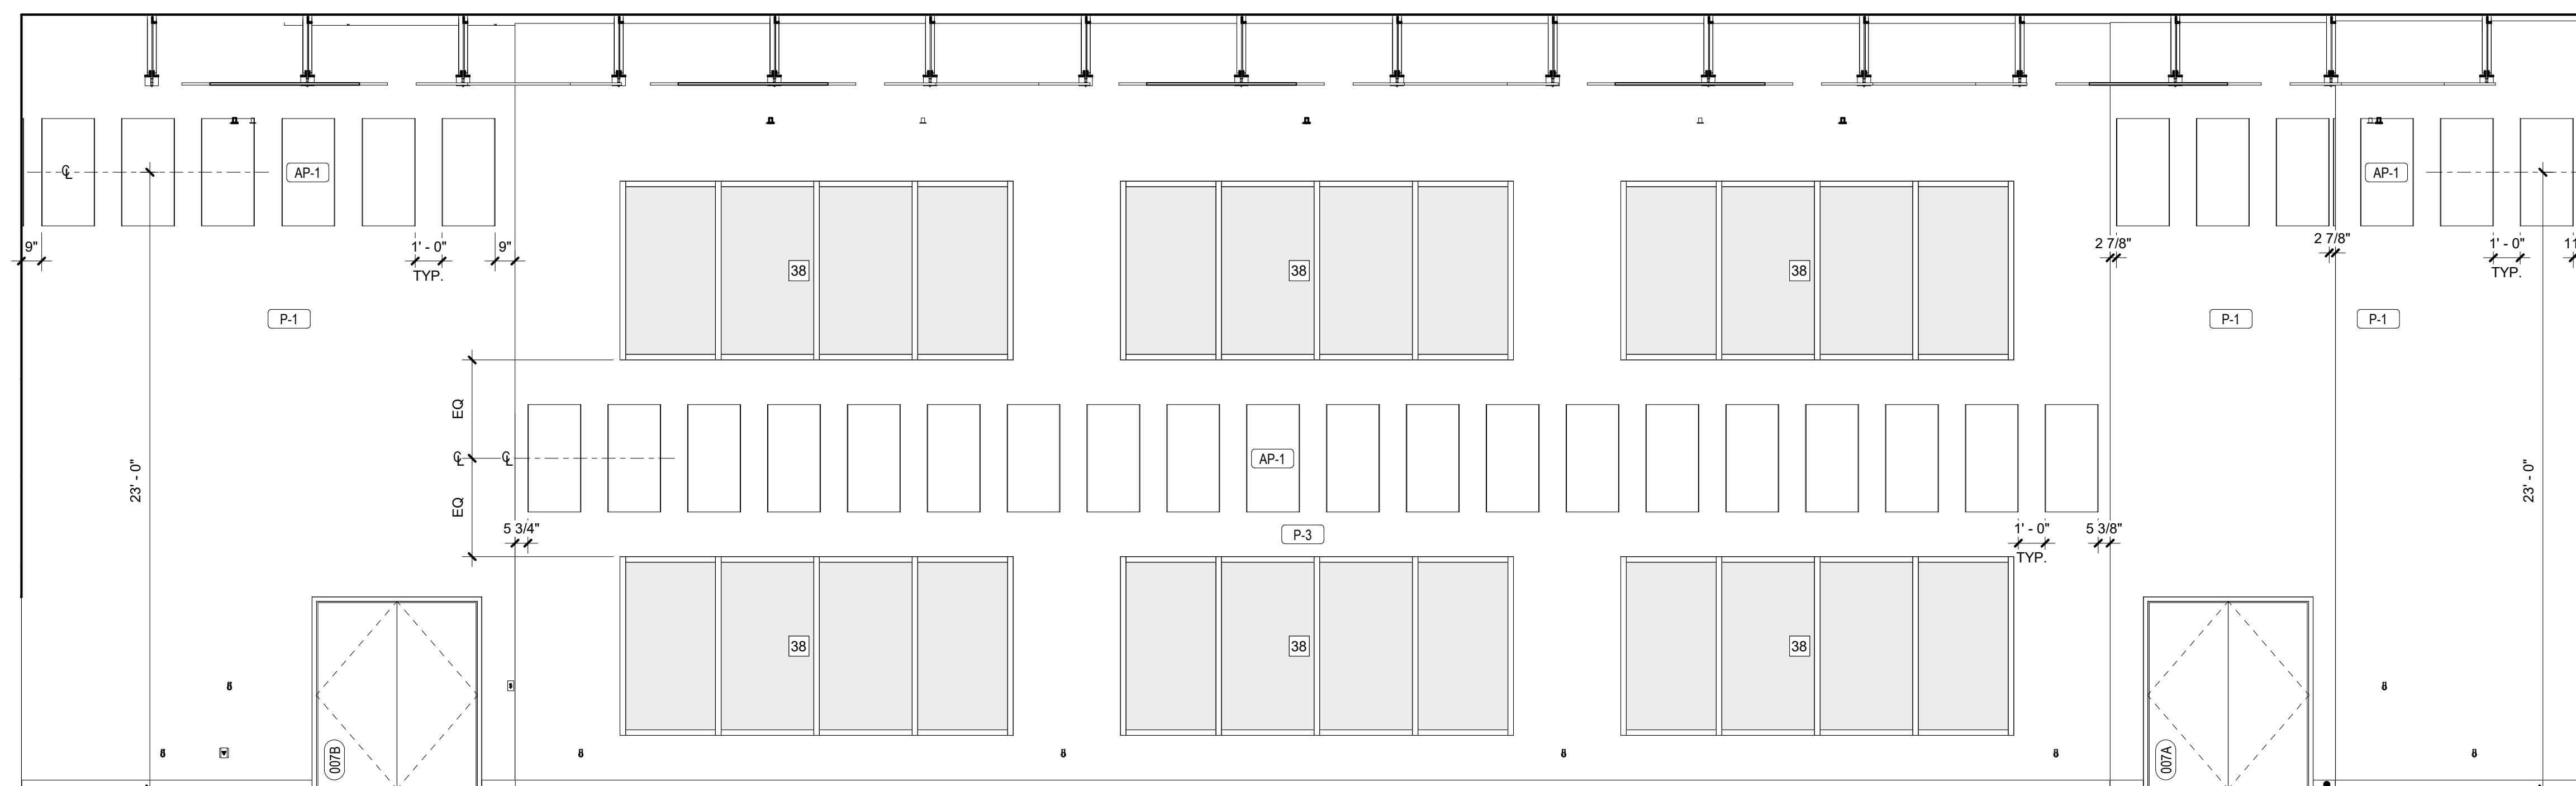 ℄
AP-1
AP-1
9"
1' - 0"
TYP.
9"
2 7/8"
2 7/8"
1' - 0"
TYP.
11
38
38
38
P-1
P-1
P-1
EQ
℄
℄
EQ
23' - 0"
AP-1
23' - 0"
5 3/4"
P-3
1' - 0"
TYP.
5 3/8"
38
38
38
007B
007A